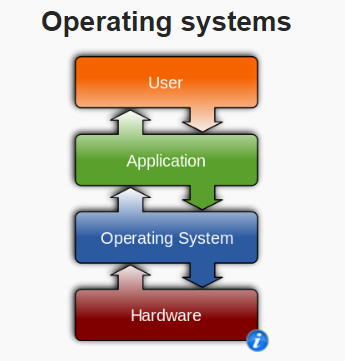 Operating systems
User
Application
Operating System
Hardware
i